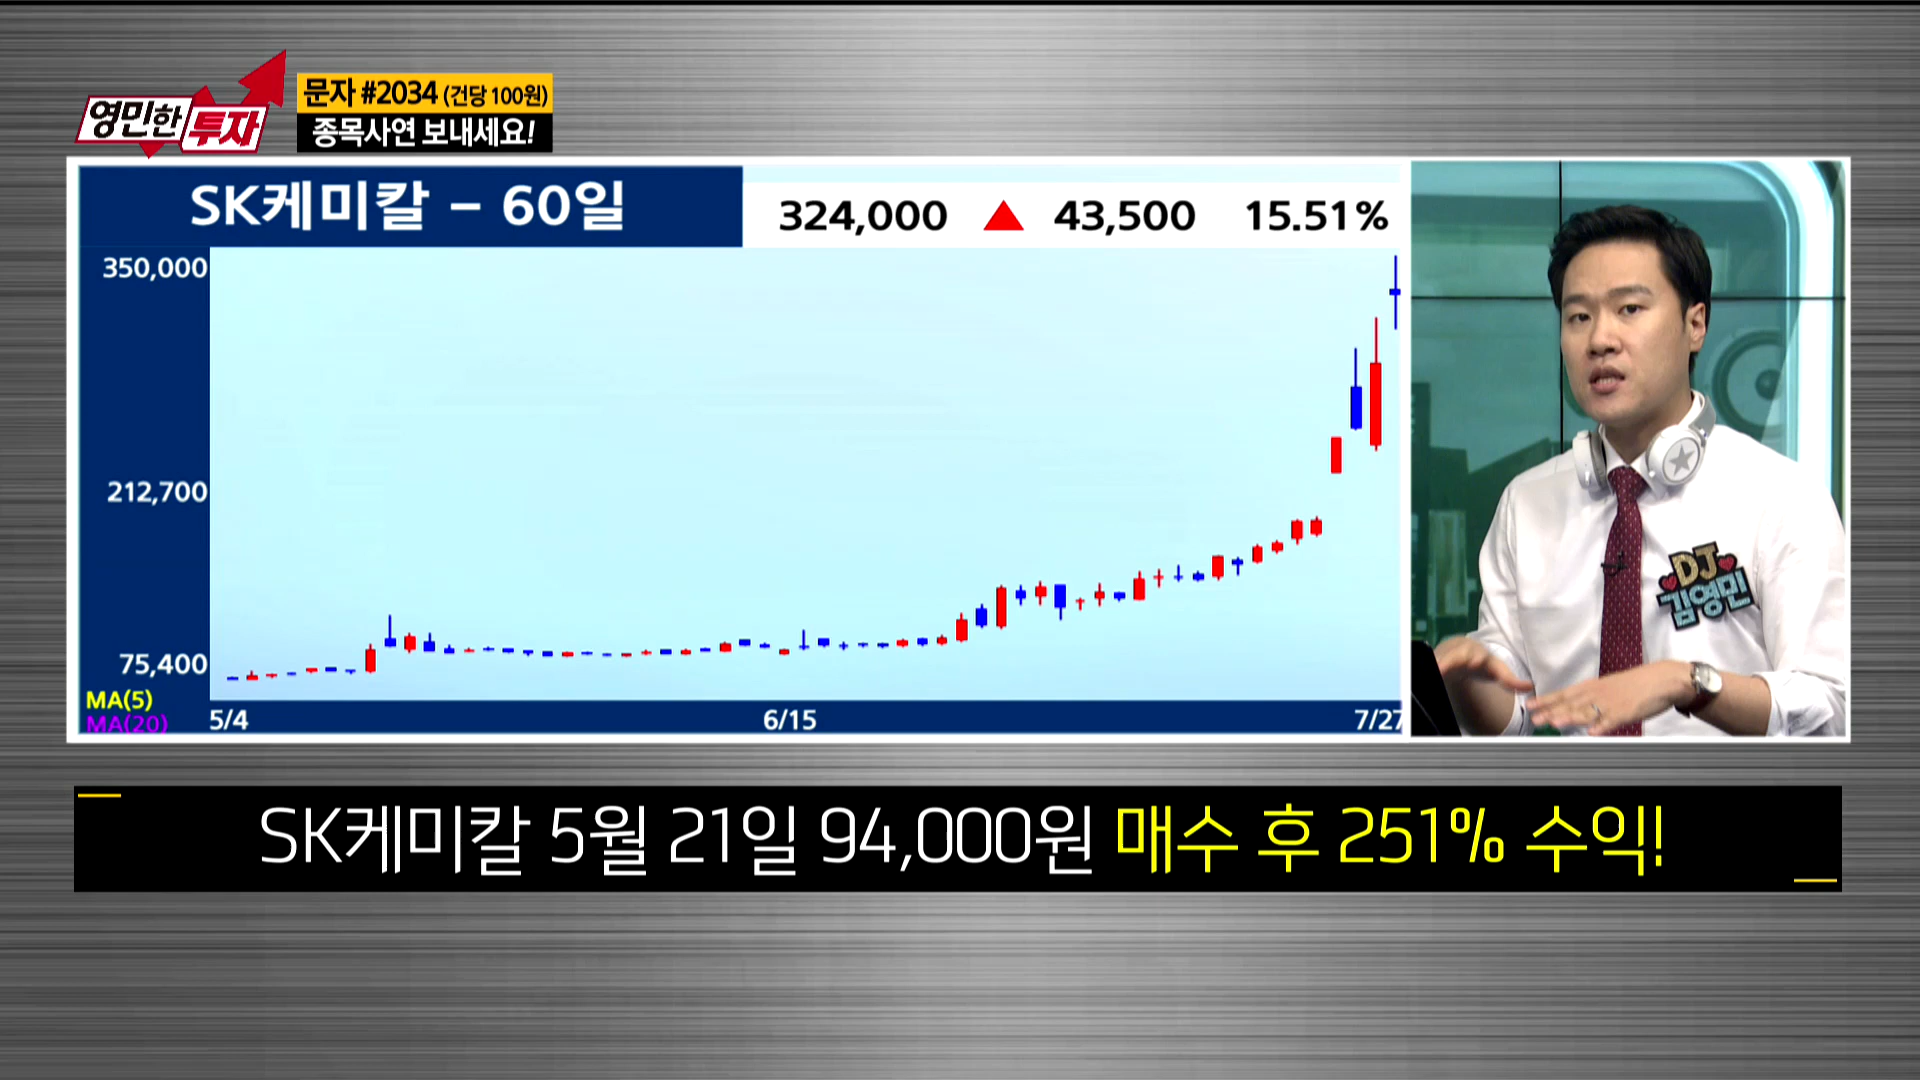 영민한 투자
문자 #2034 (건당 100원)
종목사연 보내세요!
SK케미칼 - 60일
324,000 ▲ 43,500 15.51%
350,000
212,700
75,400
MA(5)
MA(20)
5/4 6/15 7/27
DJ
김영민
SK케미칼 5월 21일 94,000원 매수 후 251% 수익!